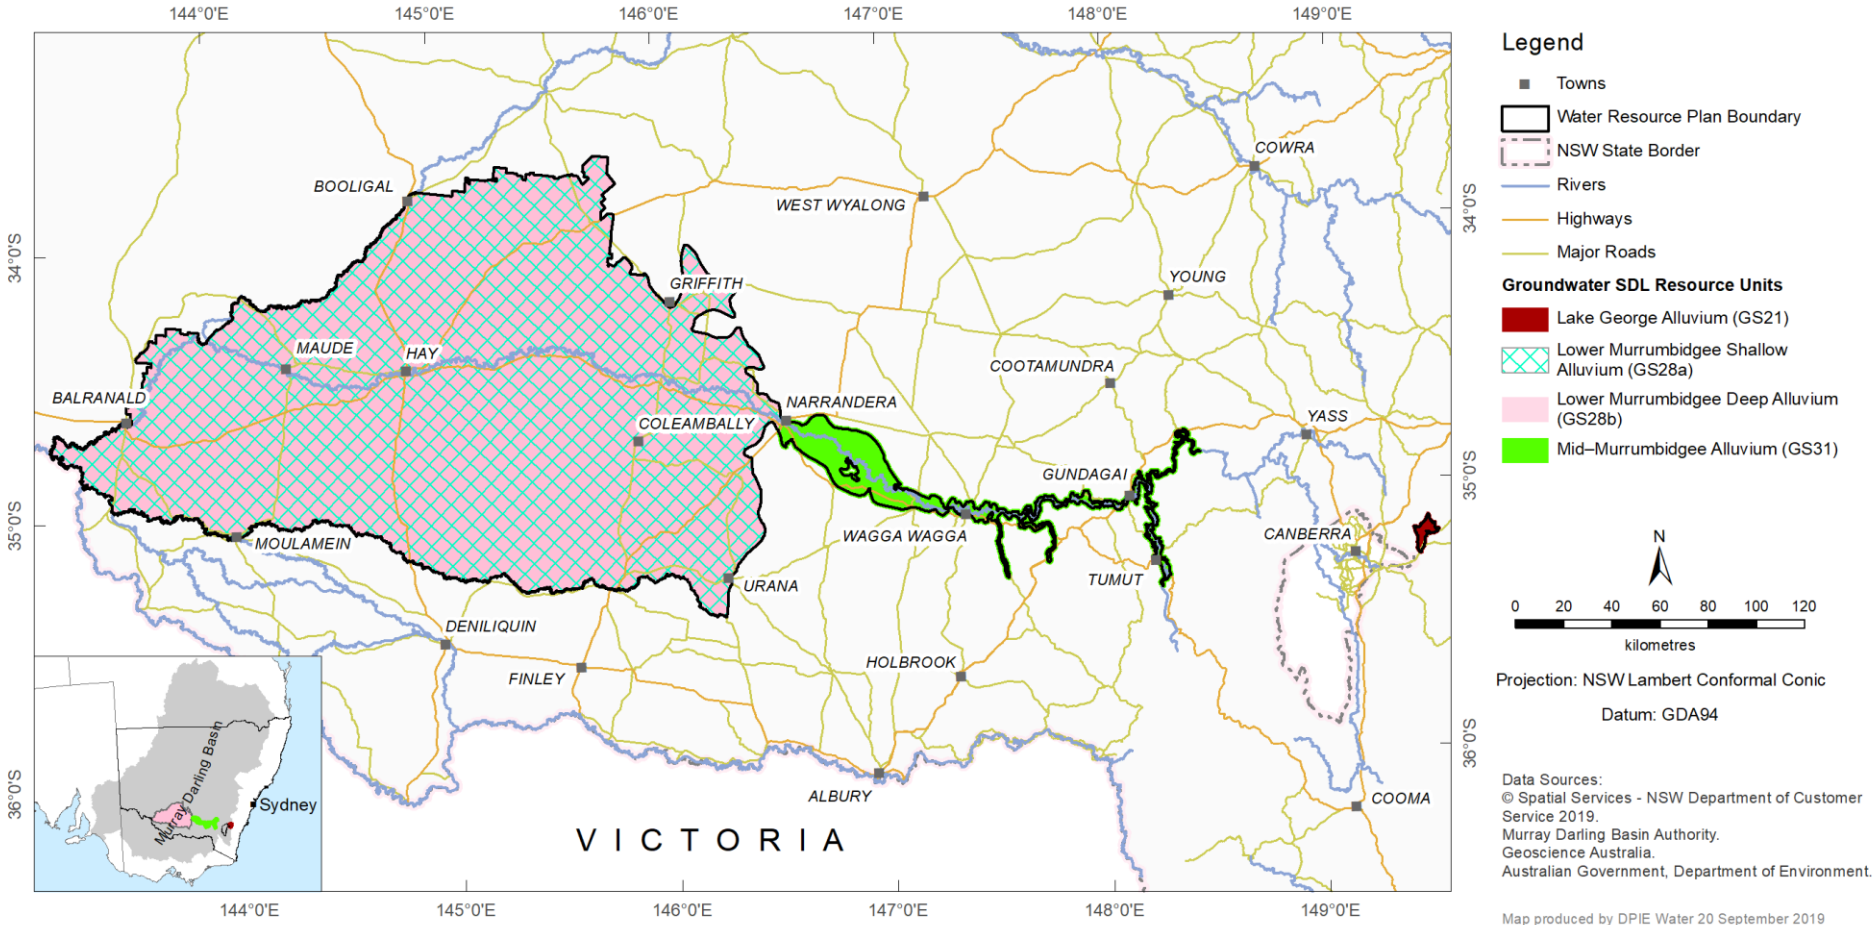 144°0'E
145°0'E
146°0'E
147°0'E
148°0'E
149°0'E
34°0'S
35°0'S
36°0'S
34°0'S
35°0'S
36°0'S
BOOLIGAL
WEST WYALONG
COWRA
GRIFFITH
YOUNG
MAUDE
HAY
COOTAMUNDRA
BALRANALD
NARRANDERA
COLEAMBALLY
YASS
GUNDAGAI
WAGGA WAGGA
CANBERRA
MOULAMEIN
TUMUT
URANA
DENILIQUIN
FINLEY
HOLBROOK
ALBURY
COOMA
VICTORIA
Murray Darling Basin
Sydney
144°0'E
145°0'E
146°0'E
147°0'E
148°0'E
149°0'E
Legend
Towns
Water Resource Plan Boundary
NSW State Border
Rivers
Highways
Major Roads
Groundwater SDL Resource Units
Lake George Alluvium (GS21)
Lower Murrumbidgee Shallow
Alluvium (GS28a)
Lower Murrumbidgee Deep Alluvium
(GS28b)
Mid–Murrumbidgee Alluvium (GS31)
N
0 20 40 60 80 100 120
kilometres
Projection: NSW Lambert Conformal Conic
Datum: GDA94
Data Sources:
© Spatial Services - NSW Department of Customer
Service 2019.
Murray Darling Basin Authority.
Geoscience Australia.
Australian Government, Department of Environment.
Map produced by DPIE Water 20 September 2019